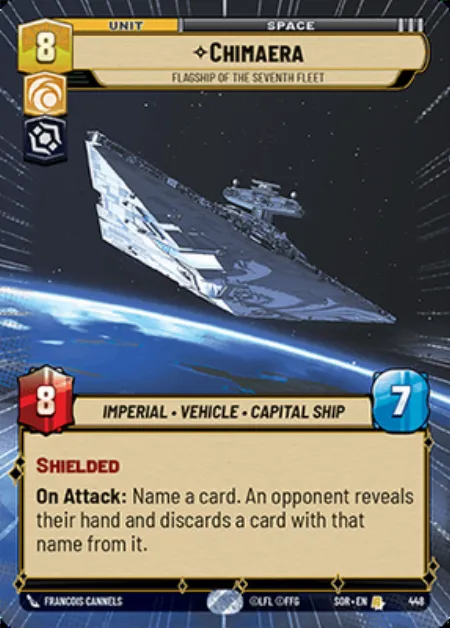 UNIT
SPACE
8
CHIMAERA
FLAGSHIP OF THE SEVENTH FLEET
8
IMPERIAL • VEHICLE • CAPITAL SHIP
7
SHIELDED
On Attack: Name a card. An opponent reveals
their hand and discards a card with that
name from it.
FRANCOIS CANNELS
©LFL ©FFG
SOR • EN
448